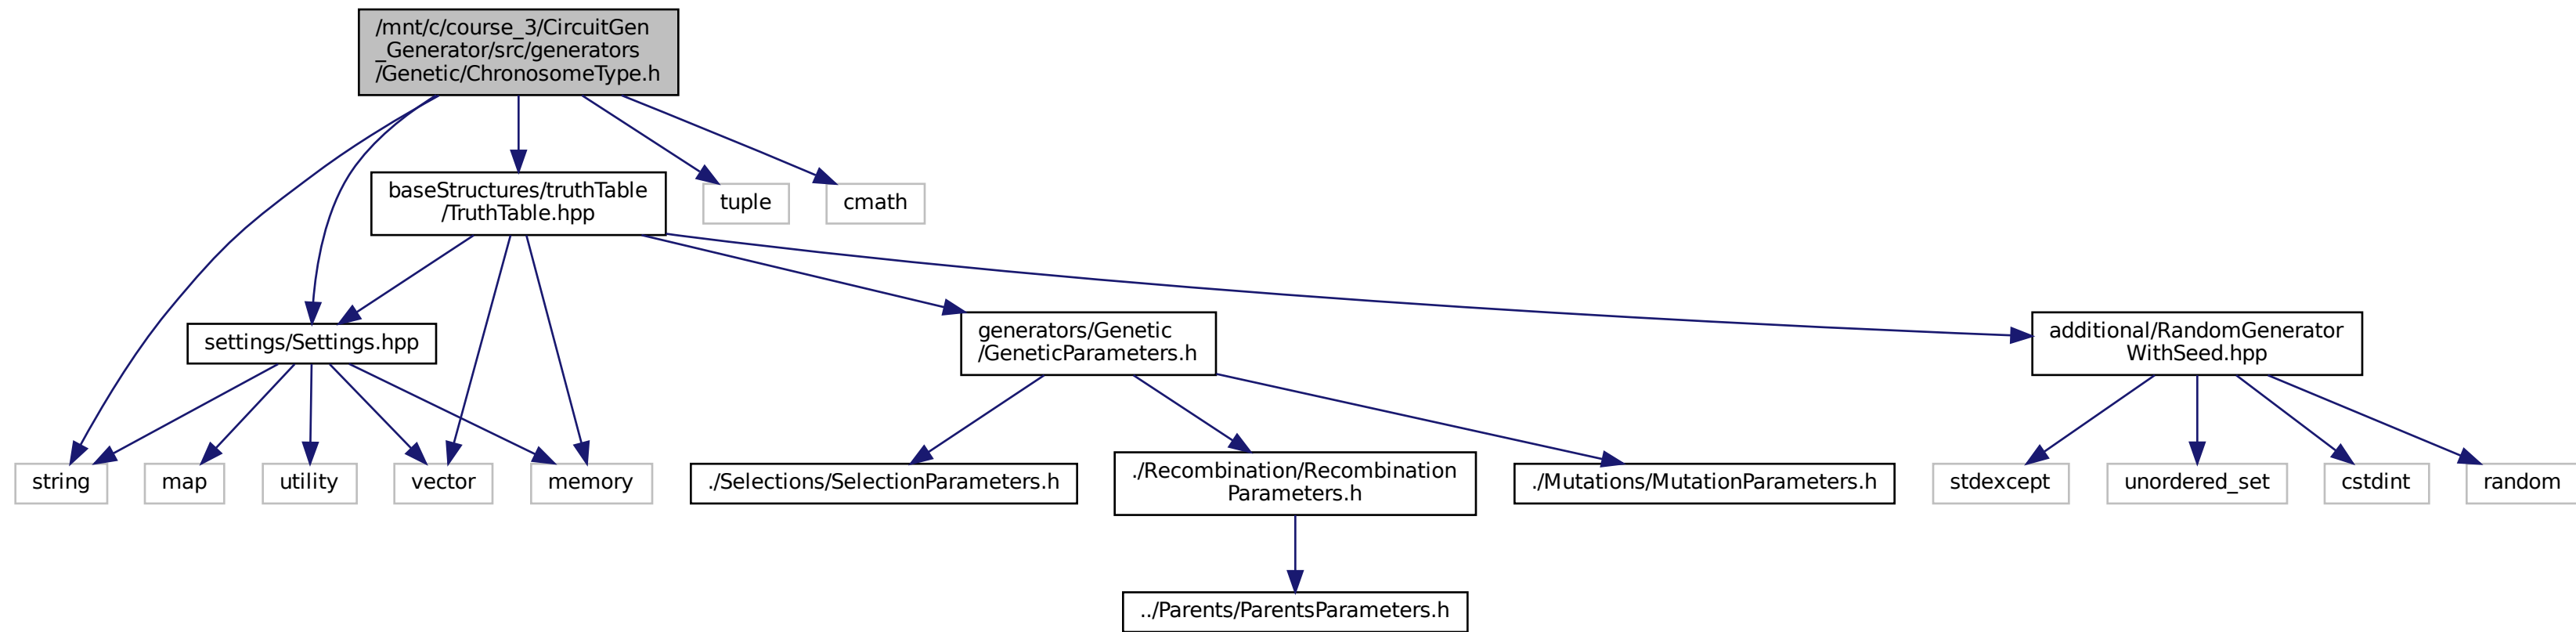 /mnt/c/course_3/CircuitGen
_Generator/src/generators
/Genetic/ChronosomeType.h
baseStructures/truthTable
/TruthTable.hpp
tuple
cmath
settings/Settings.hpp
generators/Genetic
/GeneticParameters.h
additional/RandomGenerator
WithSeed.hpp
string
map
utility
vector
memory
./Selections/SelectionParameters.h
./Recombination/Recombination
Parameters.h
./Mutations/MutationParameters.h
stdexcept
unordered_set
cstdint
random
../Parents/ParentsParameters.h